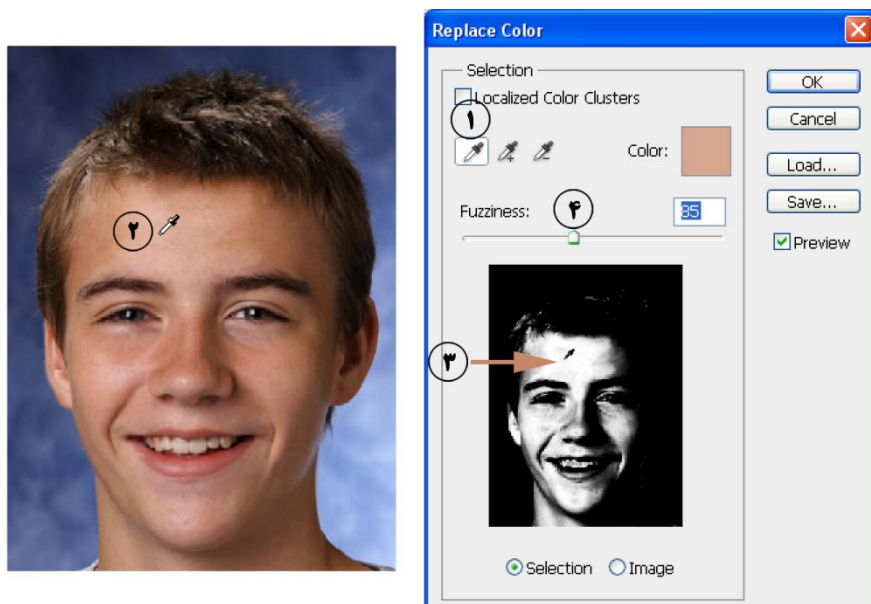 Replace Color
Selection
Localized Color Clusters
۱
Color:
Fuzziness:
۴
85
۲
۳
Selection
Image
OK
Cancel
Load...
Save...
Preview